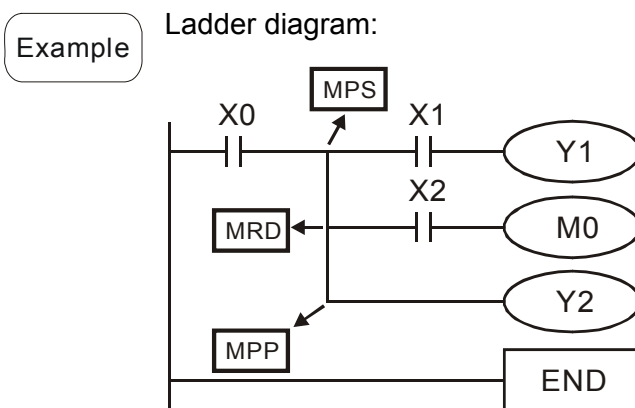 Example
Ladder diagram:
MPS
X0
X1
Y1
X2
MRD
M0
Y2
MPP
END